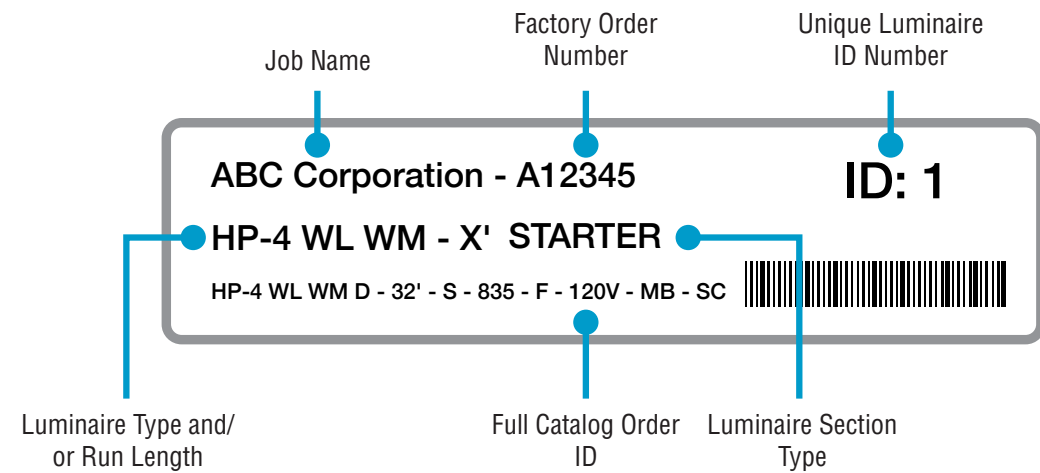 Job Name
Factory Order
Number
Unique Luminaire
ID Number
ABC Corporation - A12345
ID: 1
HP-4 WL WM - X' STARTER
HP-4 WL WM D - 32' - S - 835 - F - 120V - MB - SC
Luminaire Type and/
or Run Length
Full Catalog Order
ID
Luminaire Section
Type